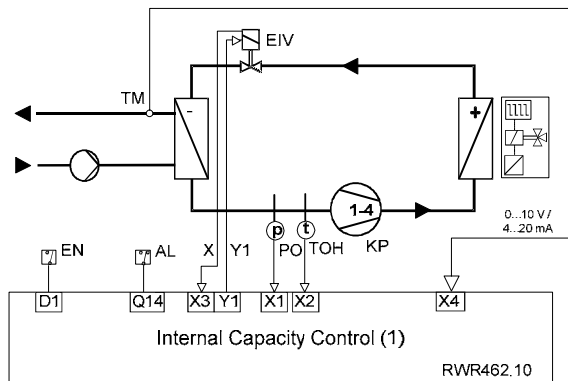 EIV
TM
-
+
1-4
p
t
0...10 V /
4...20 mA
EN
AL
X
Y1
PO
TOH
KP
D1
Q14
X3
Y1
X1
X2
X4
Internal Capacity Control (1)
RWR462.10